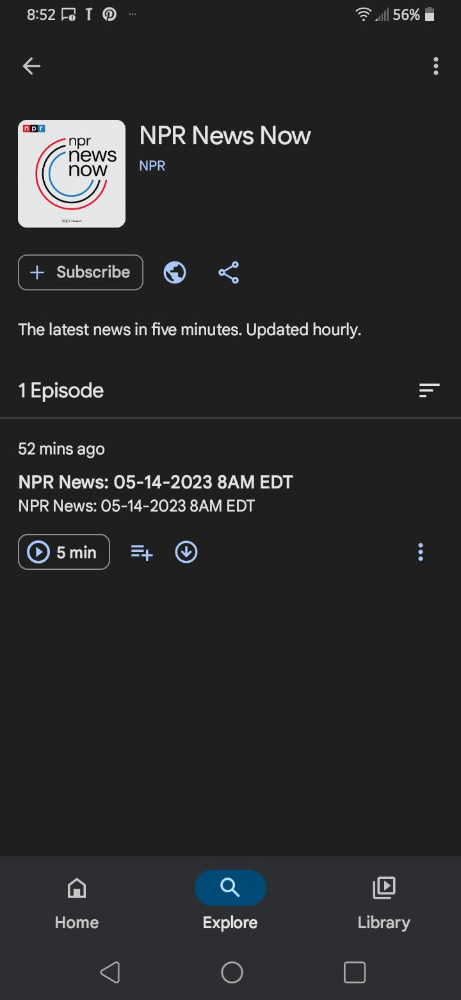 8:52
56%
npr
npr
news
now
NPR News Now
NPR
Subscribe
The latest news in five minutes. Updated hourly.
1 Episode
52 mins ago
NPR News: 05-14-2023 8AM EDT
NPR News: 05-14-2023 8AM EDT
5 min
Home
Explore
Library